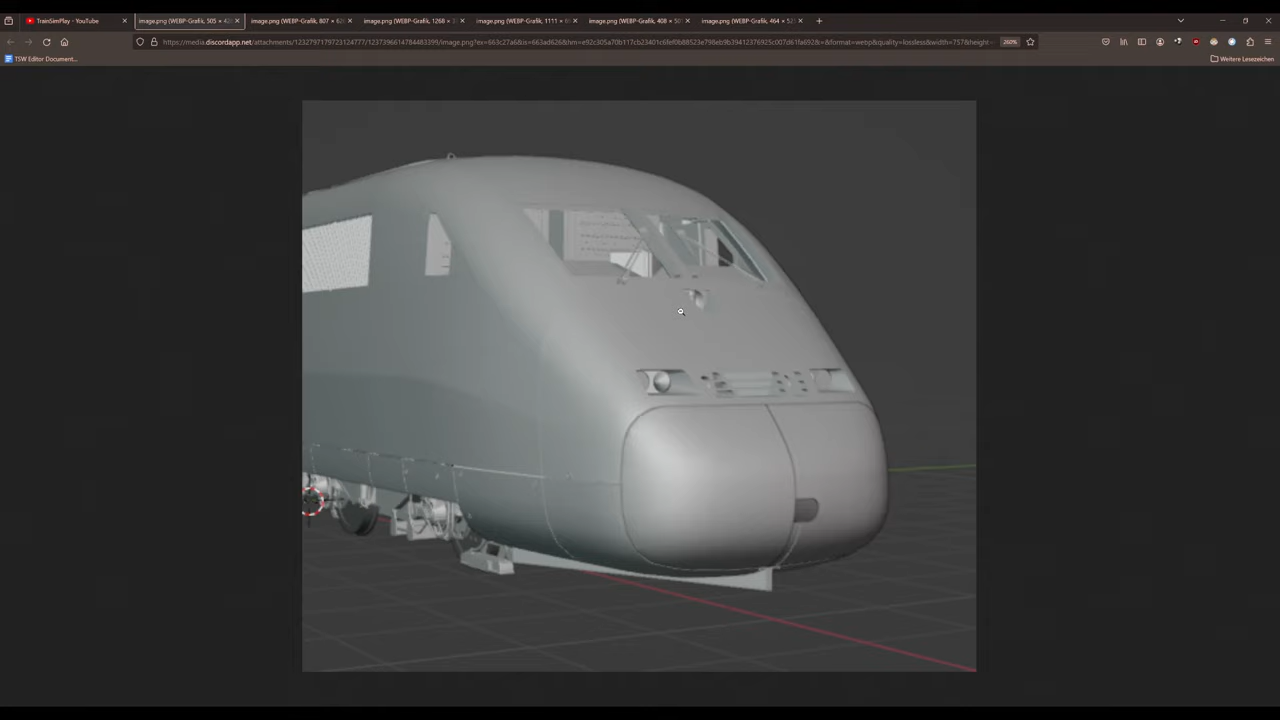 TrainSimPlay - YouTube
image.png (WEBP-Grafik, 505 × 42
image.png (WEBP-Grafik, 807 × 62
image.png (WEBP-Grafik, 1268 ×
image.png (WEBP-Grafik, 1111 ×
image.png (WEBP-Grafik, 408 × 50
image.png (WEBP-Grafik, 464 × 52
260%
TSW Editor Document...
Weitere Lesezeichen